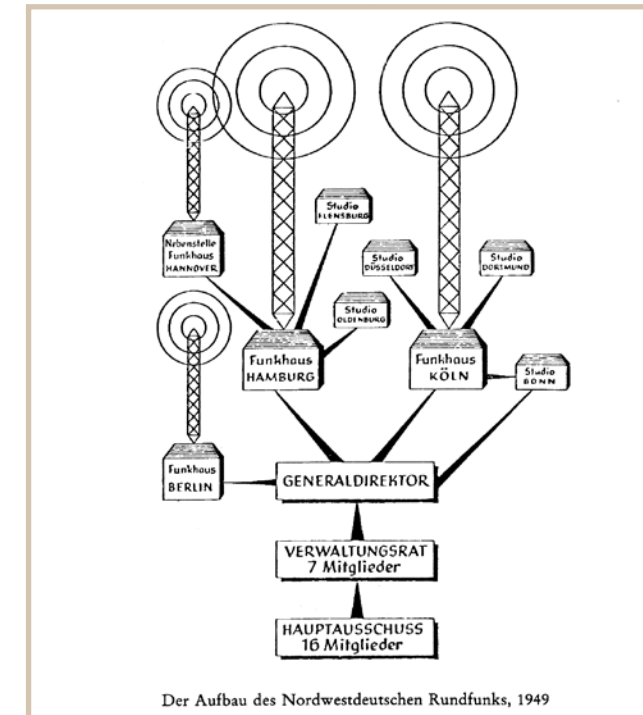 Studio
FLENSBURG
Nebenstelle
Funkhaus
HANNOVER
Studio
DÜSSELDORF
Studio
DORTMUND
Studio
OLDENBURG
Funkhaus
HAMBURG
Funkhaus
KÖLN
Studio
BONN
Funkhaus
BERLIN
GENERALDIREKTOR
VERWALTUNGSRAT
7 Mitglieder
HAUPTAUSSCHUSS
16 Mitglieder
Der Aufbau des Nordwestdeutschen Rundfunks, 1949